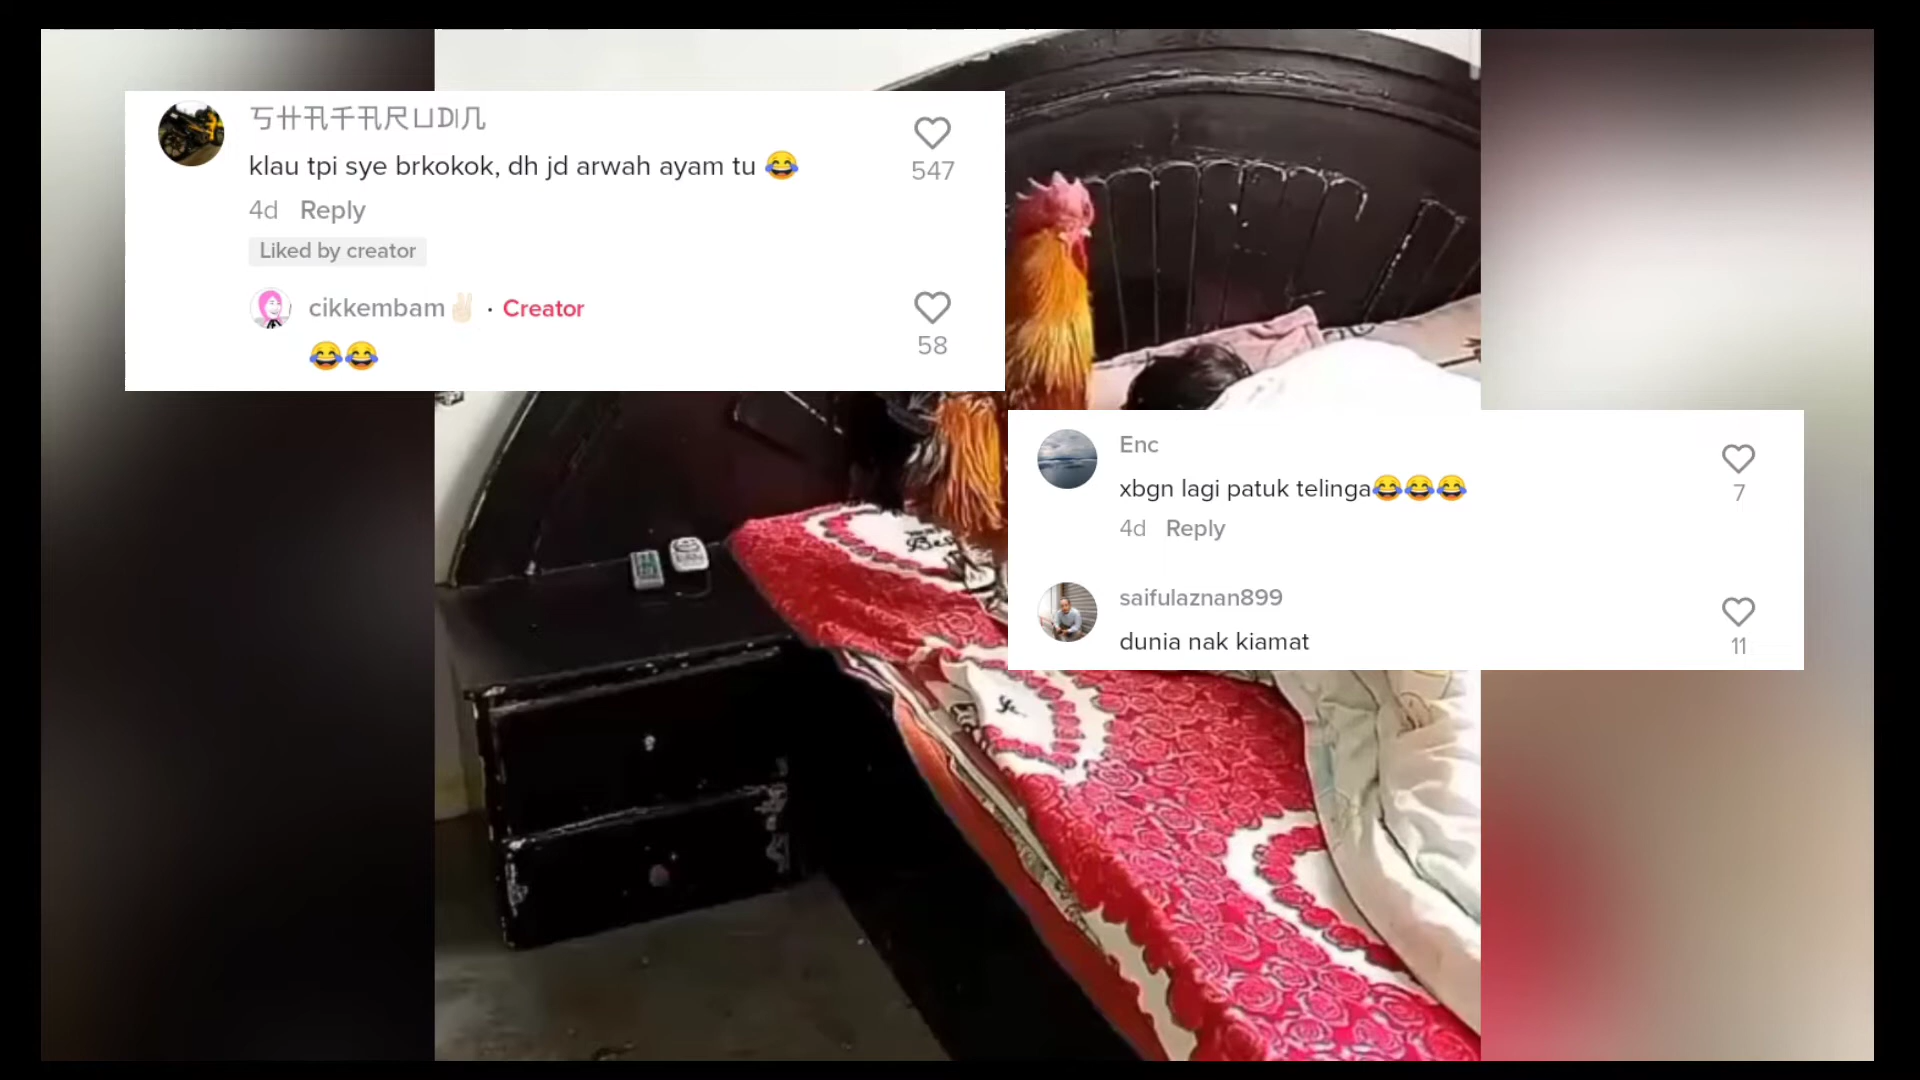 丂卄卂千卂尺ㄩᗪ|几
klau tpi sye brkokok, dh jd arwah ayam tu 😂
547
4d Reply
Liked by creator
cikkembam✌🏻 · Creator
😂😂
58
Enc
xbgn lagi patuk telinga😂😂😂
7
4d Reply
saifulaznan899
dunia nak kiamat
11